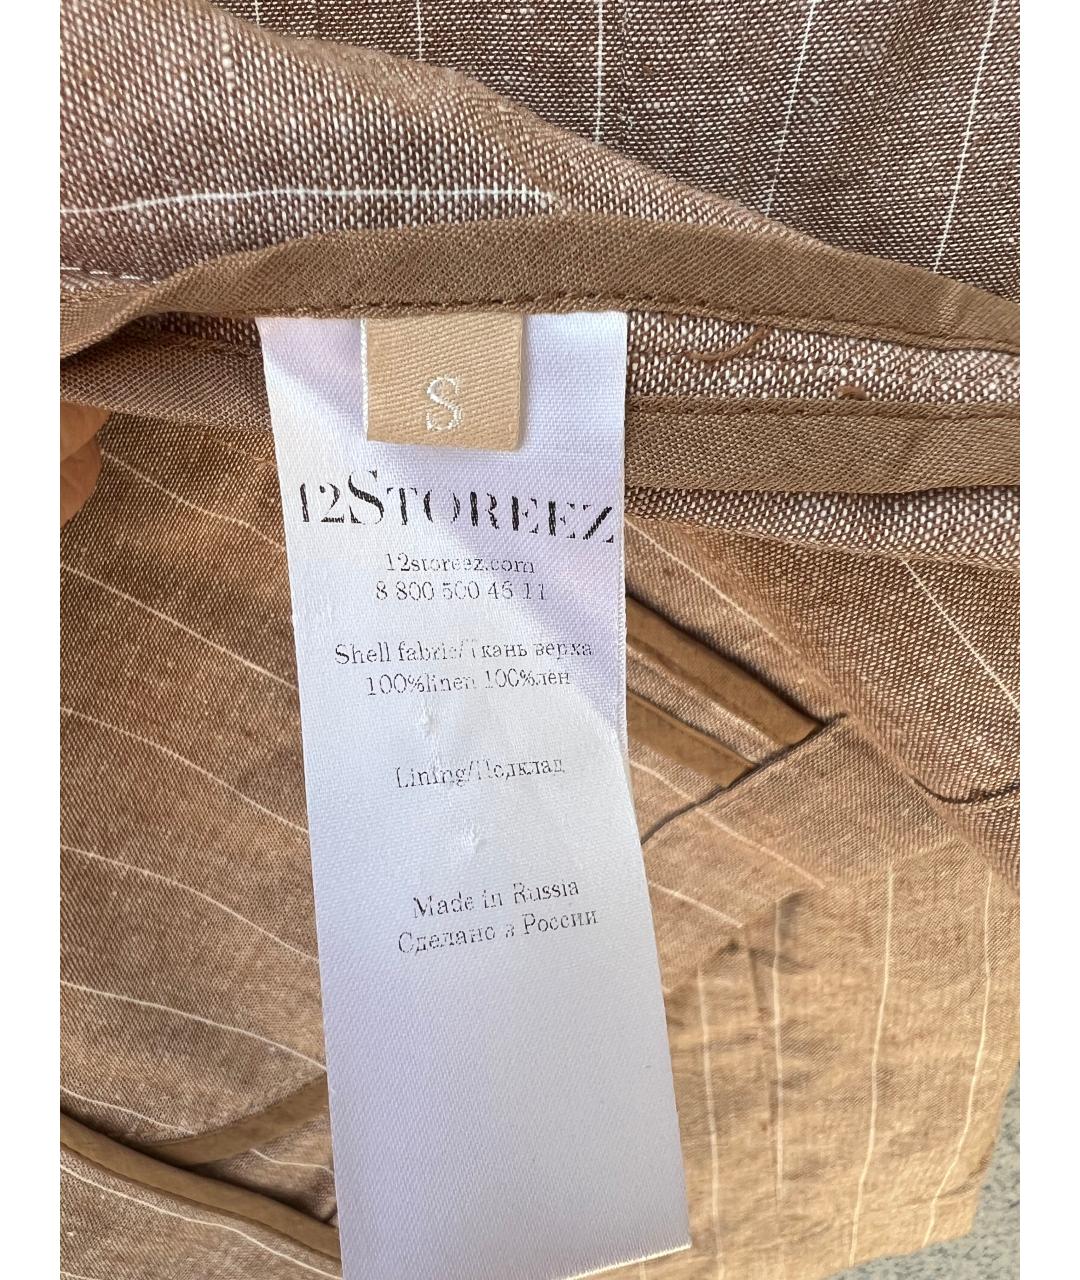 S
12STOREEZ
12storeez.com
8 800 500 46 11
Shell fabric/Ткань верха
100%linen 100%лен
Lining/Подклад
Made in Russia
Сделано в России